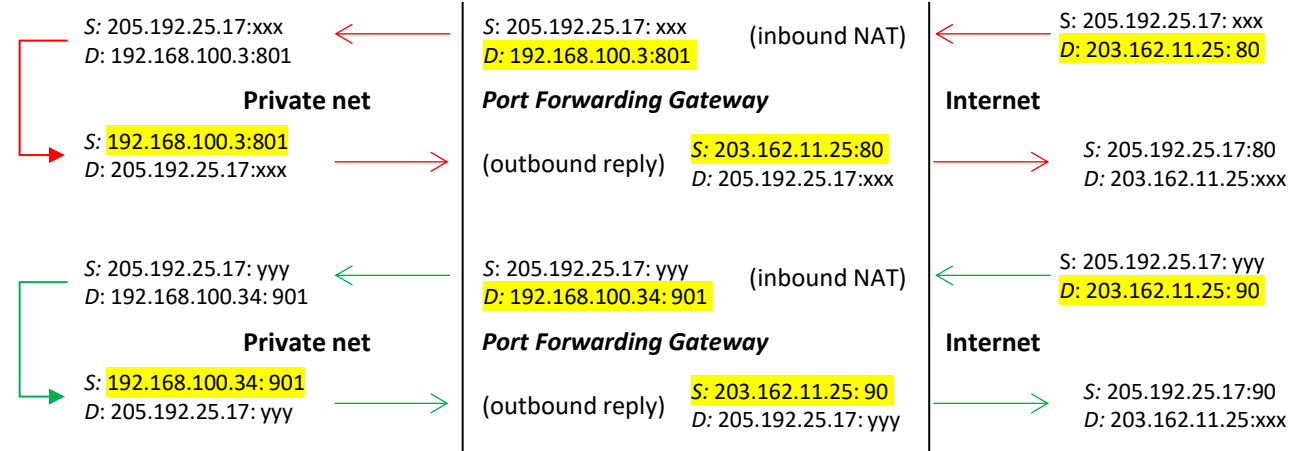 S: 205.192.25.17:xxx
D: 192.168.100.3:801
S: 205.192.25.17: xxx
D: 192.168.100.3:801
(inbound NAT)
S: 205.192.25.17: xxx
D: 203.162.11.25: 80
Private net
Port Forwarding Gateway
Internet
S: 192.168.100.3:801
D: 205.192.25.17:xxx
(outbound reply)
S: 203.162.11.25:80
D: 205.192.25.17:xxx
S: 205.192.25.17:80
D: 203.162.11.25:xxx
S: 205.192.25.17: yyy
D: 192.168.100.34: 901
S: 205.192.25.17: yyy
D: 192.168.100.34: 901
(inbound NAT)
S: 205.192.25.17: yyy
D: 203.162.11.25: 90
Private net
Port Forwarding Gateway
Internet
S: 192.168.100.34: 901
D: 205.192.25.17: yyy
(outbound reply)
S: 203.162.11.25: 90
D: 205.192.25.17: yyy
S: 205.192.25.17:90
D: 203.162.11.25:xxx